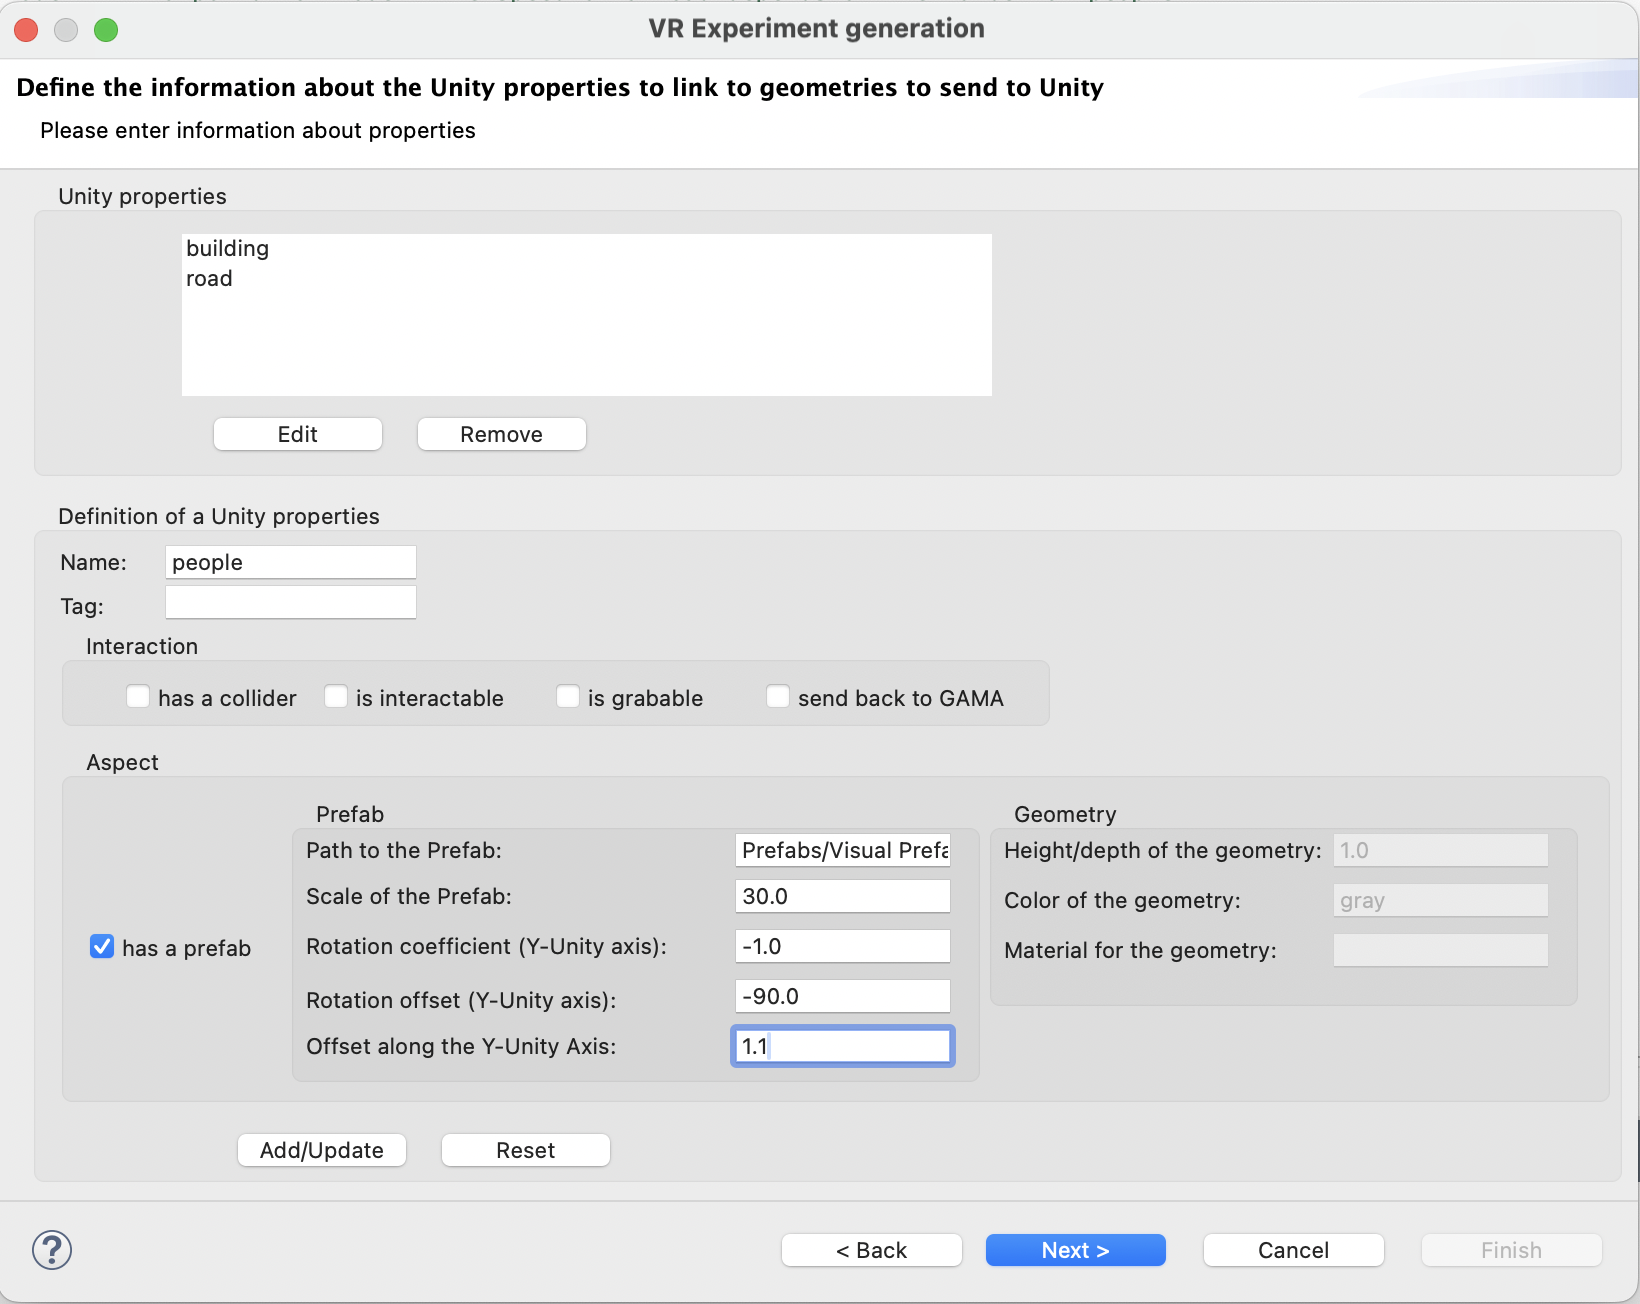 VR Experiment generation
Define the information about the Unity properties to link to geometries to send to Unity
Please enter information about properties
Unity properties
building
road
Edit
Remove
Definition of a Unity properties
Name:
people
Tag:
Interaction
has a collider
is interactable
is grabable
send back to GAMA
Aspect
has a prefab
Prefab
Path to the Prefab:
Prefabs/Visual Prefa
Scale of the Prefab:
30.0
Rotation coefficient (Y-Unity axis):
-1.0
Rotation offset (Y-Unity axis):
-90.0
Offset along the Y-Unity Axis:
1.1
Geometry
Height/depth of the geometry:
1.0
Color of the geometry:
gray
Material for the geometry:
Add/Update
Reset
?
< Back
Next >
Cancel
Finish